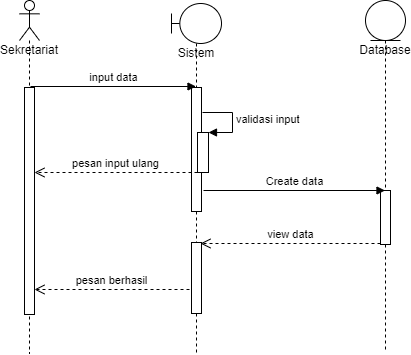 Sekretariat
Sistem
Database
input data
validasi input
pesan input ulang
Create data
view data
pesan berhasil